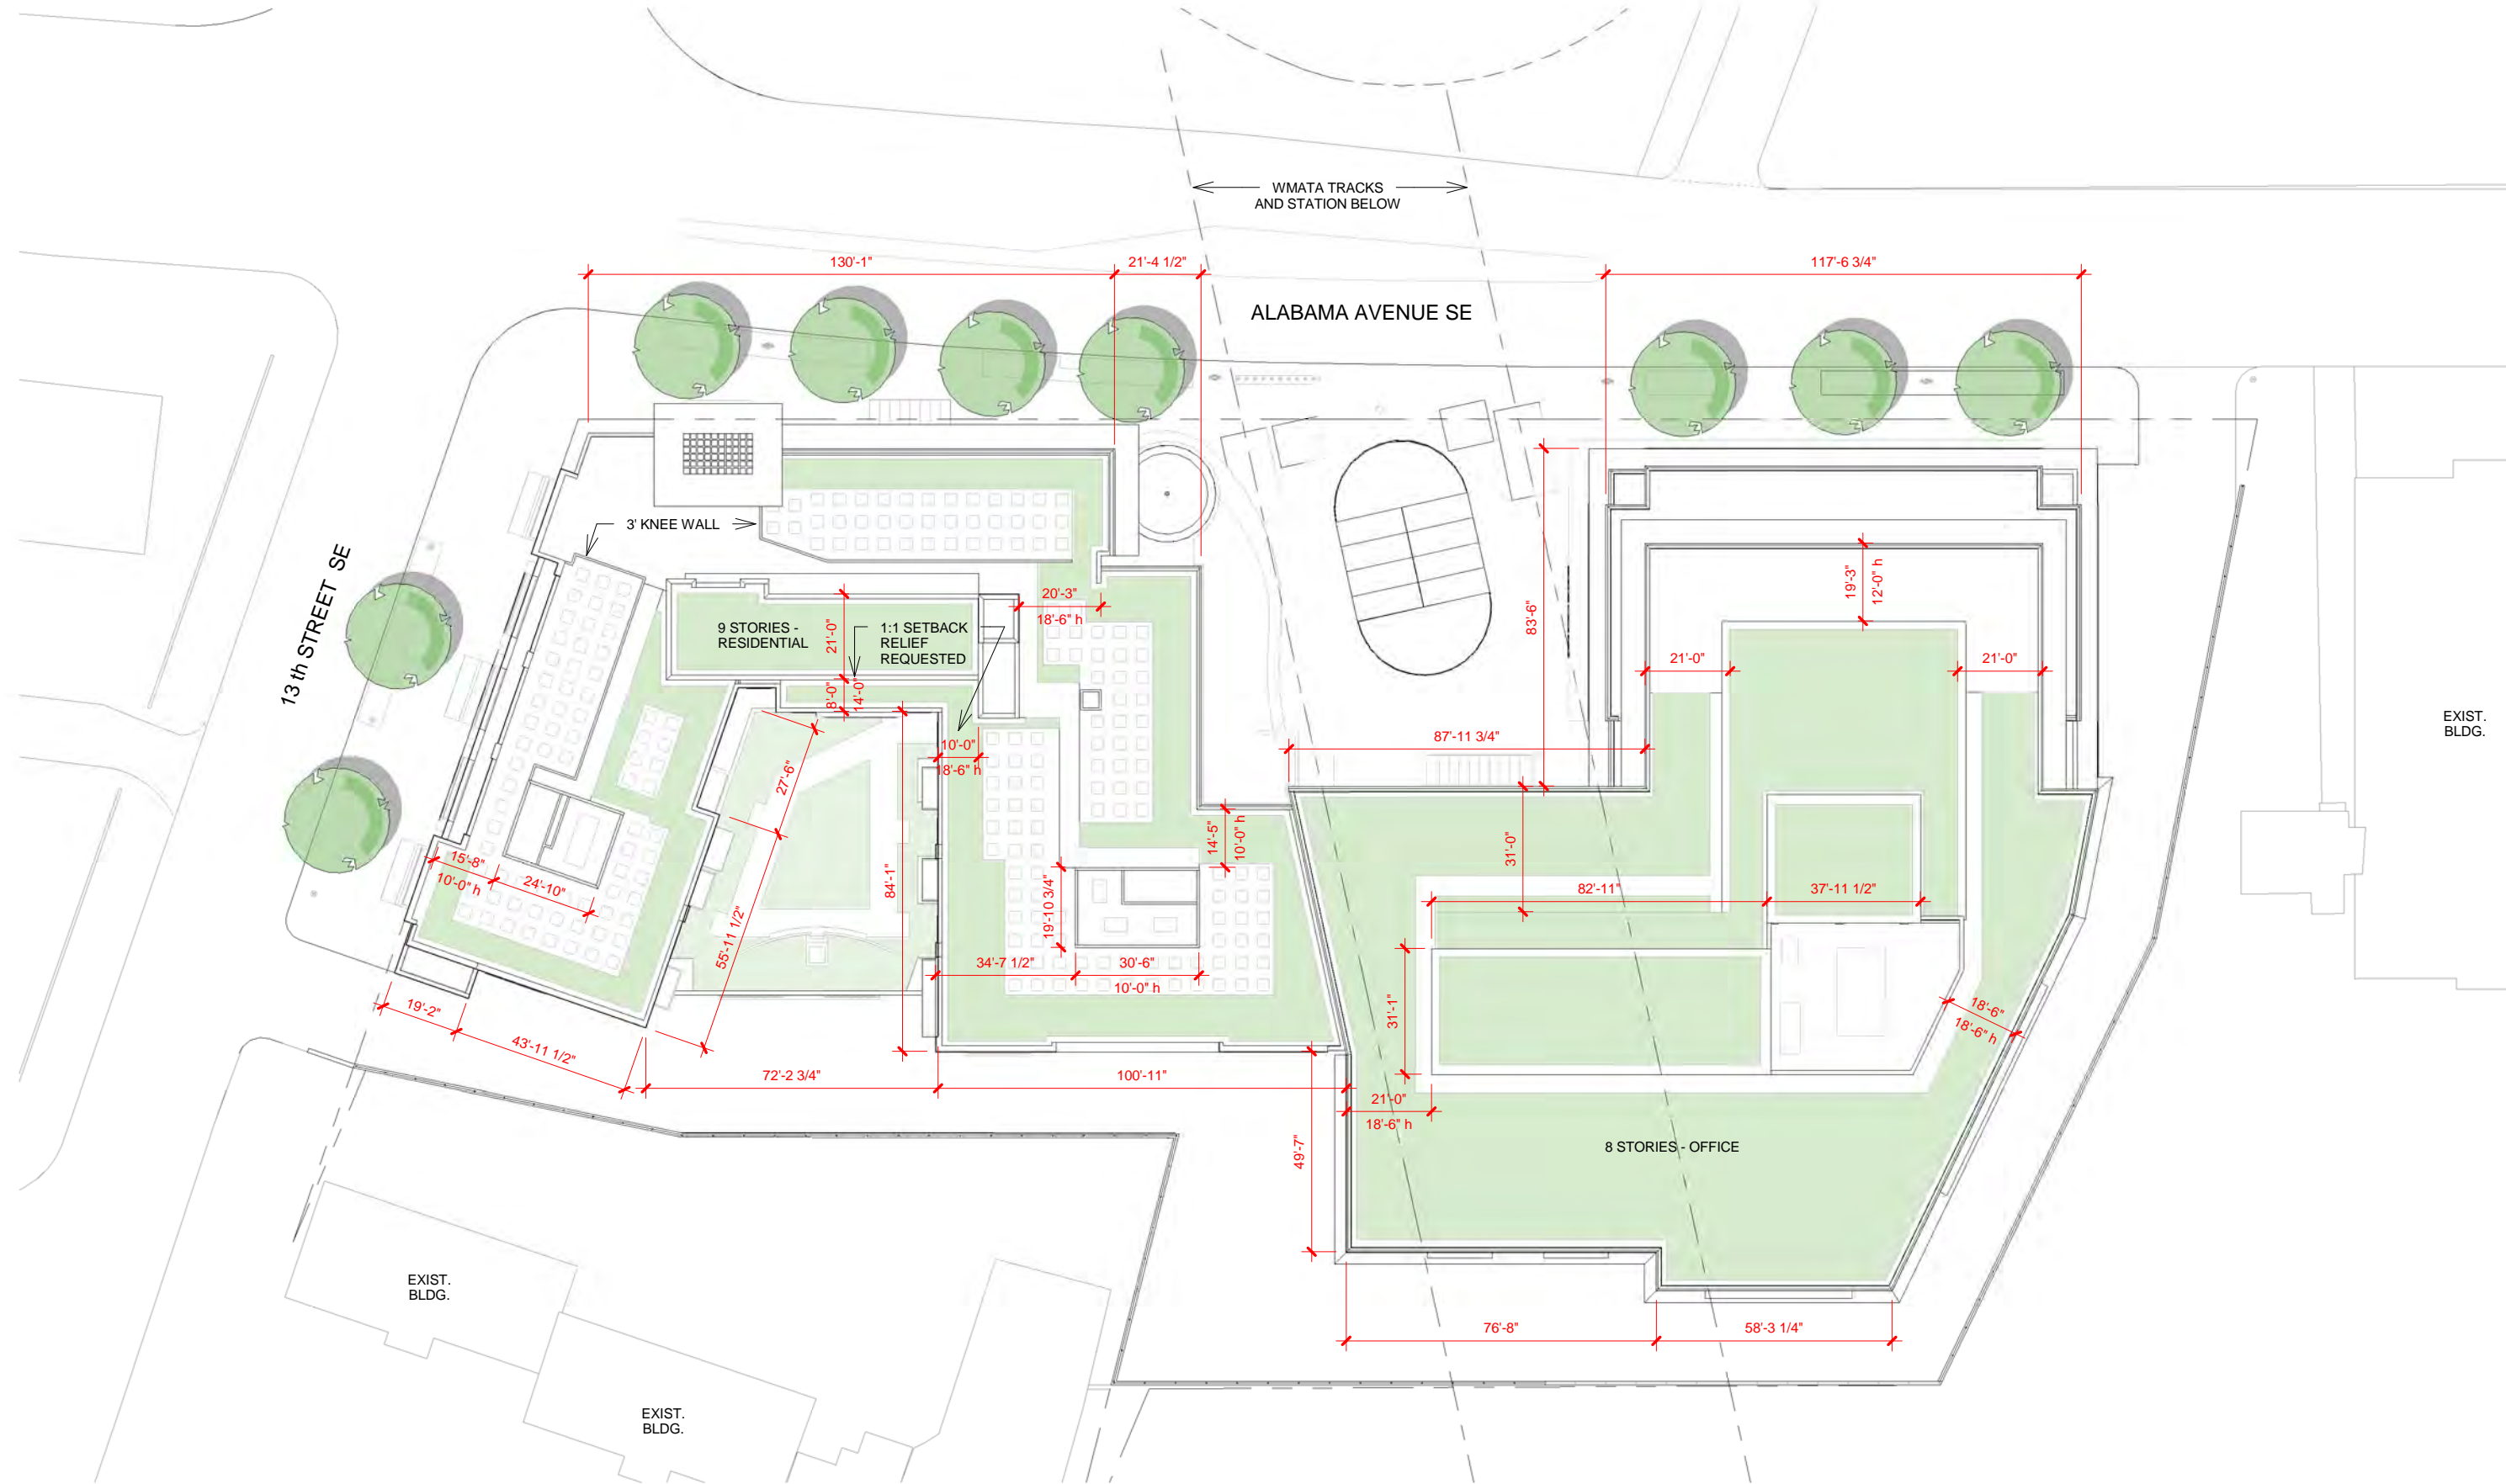 WMATA TRACKS
AND STATION BELOW
130'-1"
21'-4 1/2"
117'-6 3/4"
ALABAMA AVENUE SE
3' KNEE WALL
13 th STREET SE
9 STORIES -
RESIDENTIAL
21'-0"
1:1 SETBACK
RELIEF
REQUESTED
20'-3"
18'-6" h
83'-6"
19'-3"
12'-0" h
21'-0"
21'-0"
8'-0"
14'-0"
10'-0"
18'-6" h
87'-11 3/4"
EXIST.
BLDG.
27'-6"
14'-5"
10'-0" h
31'-0"
15'-8"
10'-0" h
24'-10"
84'-1"
82'-11"
37'-11 1/2"
19'-10 3/4"
55'-11 1/2"
34'-7 1/2"
30'-6"
10'-0" h
31'-1"
18'-6"
18'-6" h
19'-2"
43'-11 1/2"
72'-2 3/4"
100'-11"
21'-0"
18'-6" h
49'-7"
8 STORIES - OFFICE
EXIST.
BLDG.
76'-8"
58'-3 1/4"
EXIST.
BLDG.